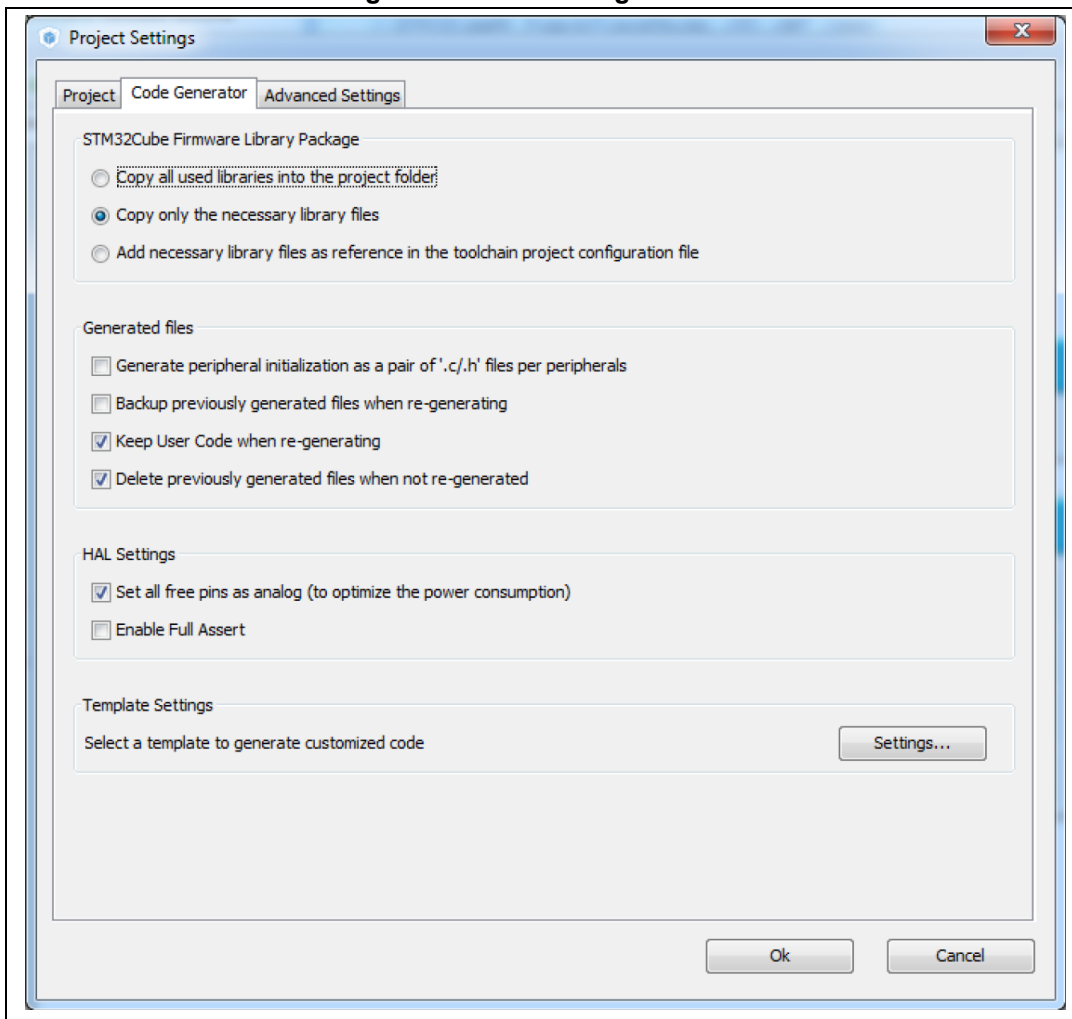 Project Settings
Project Code Generator Advanced Settings
STM32Cube Firmware Library Package
Copy all used libraries into the project folder
Copy only the necessary library files
Add necessary library files as reference in the toolchain project configuration file
Generated files
Generate peripheral initialization as a pair of '.c/.h' files per peripherals
Backup previously generated files when re-generating
Keep User Code when re-generating
Delete previously generated files when not re-generated
HAL Settings
Set all free pins as analog (to optimize the power consumption)
Enable Full Assert
Template Settings
Select a template to generate customized code Settings...
Ok Cancel